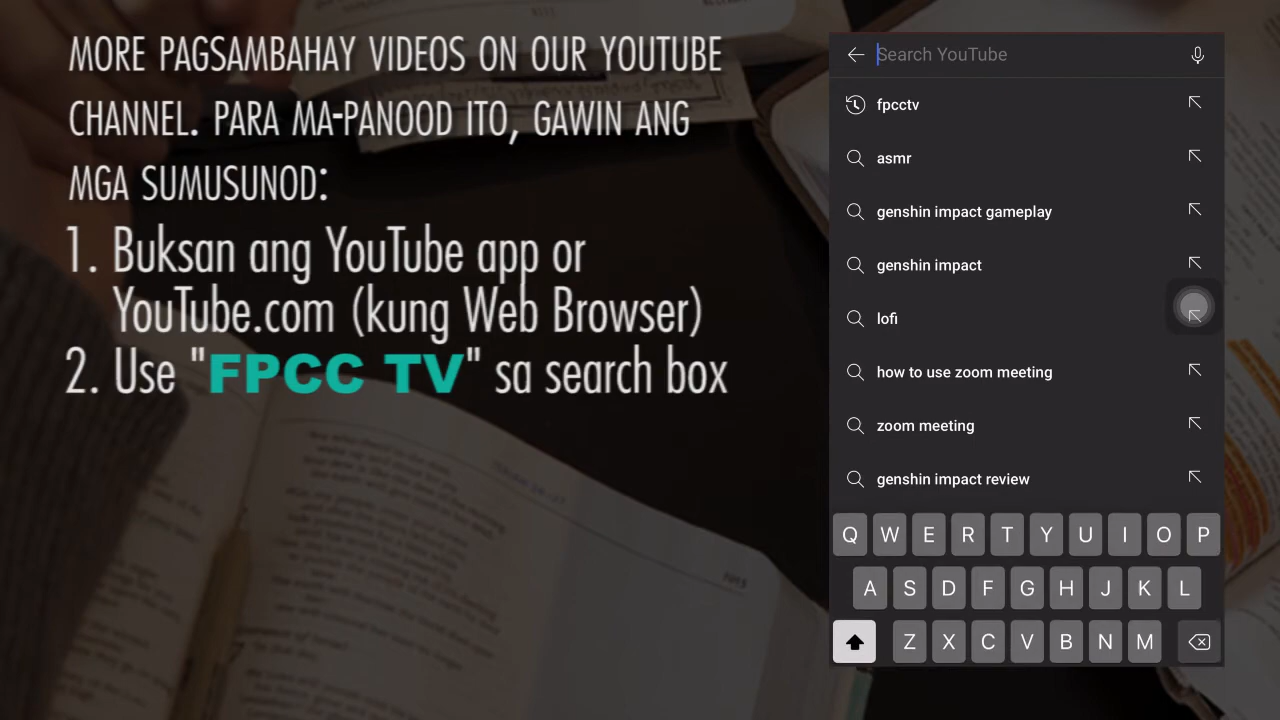 MORE PAGSAMBAHAY VIDEOS ON OUR YOUTUBE
CHANNEL. PARA MA-PANOOD ITO, GAWIN ANG
MGA SUMUSUNOD:
1. Buksan ang YouTube app or
YouTube.com (kung Web Browser)
2. Use "FPCC TV" sa search box
Search YouTube
fpcctv
asmr
genshin impact gameplay
genshin impact
lofi
how to use zoom meeting
zoom meeting
genshin impact review
Q W E R T Y U I O P
A S D F G H J K L
Z X C V B N M